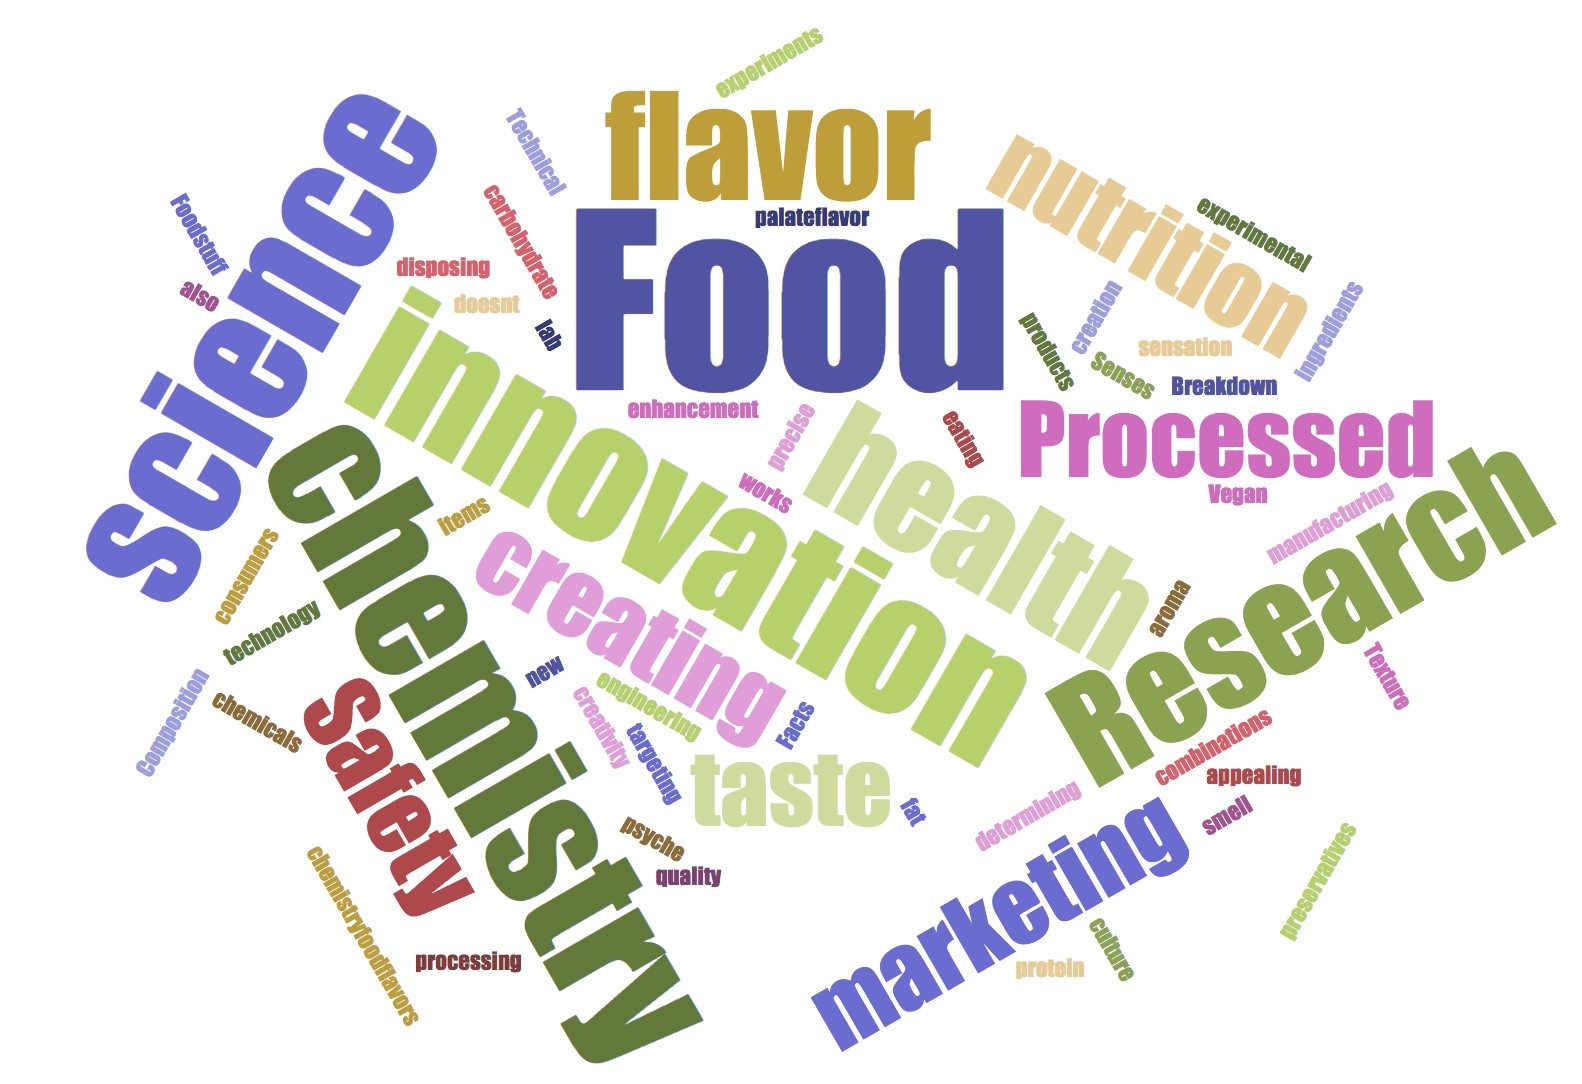 experiments
flavor
Technical
science
nutrition
carbohydrate
Foodstuff
palateflavor
experimental
Food
disposing
also
doesnt
lab
creation
Ingredients
products
sensation
senses
Breakdown
innovation
enhancement
precise
eating
Processed
health
works
Vegan
manufacturing
Research
chemistry
items
consumers
creating
aroma
technology
new
Texture
Composition
chemicals
engineering
creativity
Facts
safety
targeting
combinations
taste
appealing
fat
determining
smell
psyche
quality
marketing
preservatives
chemistryfoodflavors
processing
protein
culture